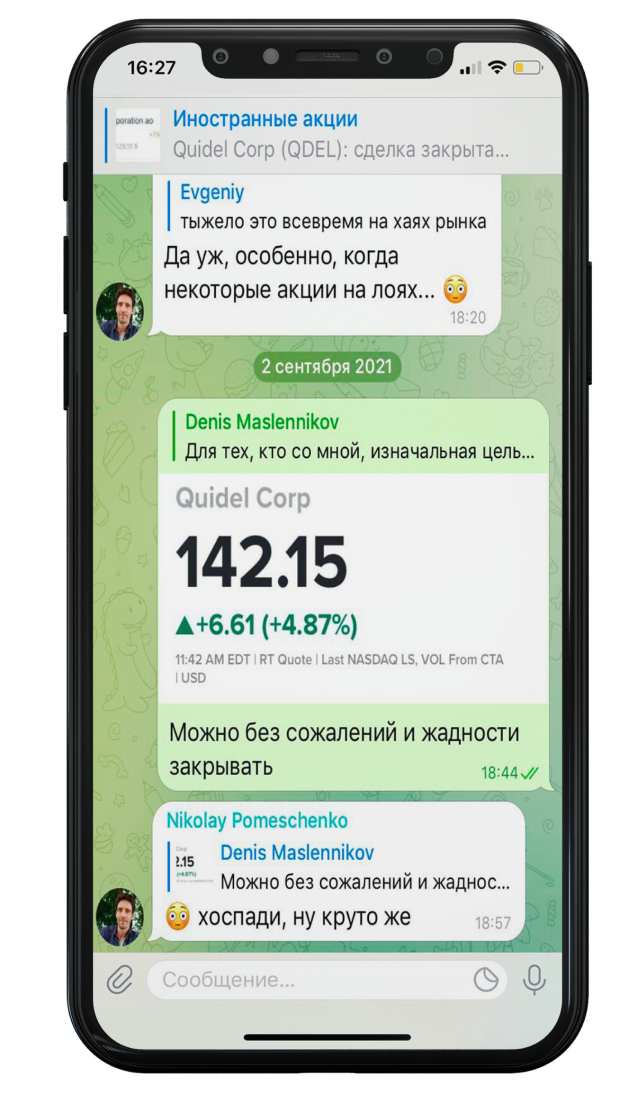 16:27
poration ao
Иностранные акции
Quidel Corp (QDEL): сделка закрыта...
Evgeniy
тыжело это всевремя на хаях рынка
Да уж, особенно, когда
некоторые акции на лоях... 😳
18:20
2 сентября 2021
Denis Maslennikov
Для тех, кто со мной, изначальная цель...
Quidel Corp
142.15
▲+6.61 (+4.87%)
11:42 AM EDT | RT Quote | Last NASDAQ LS, VOL From CTA
| USD
Можно без сожалений и жадности
закрывать
18:44
Nikolay Pomeschenko
2.15
Denis Maslennikov
Можно без сожалений и жаднос...
😳 хоспади, ну круто же
18:57
Сообщение...